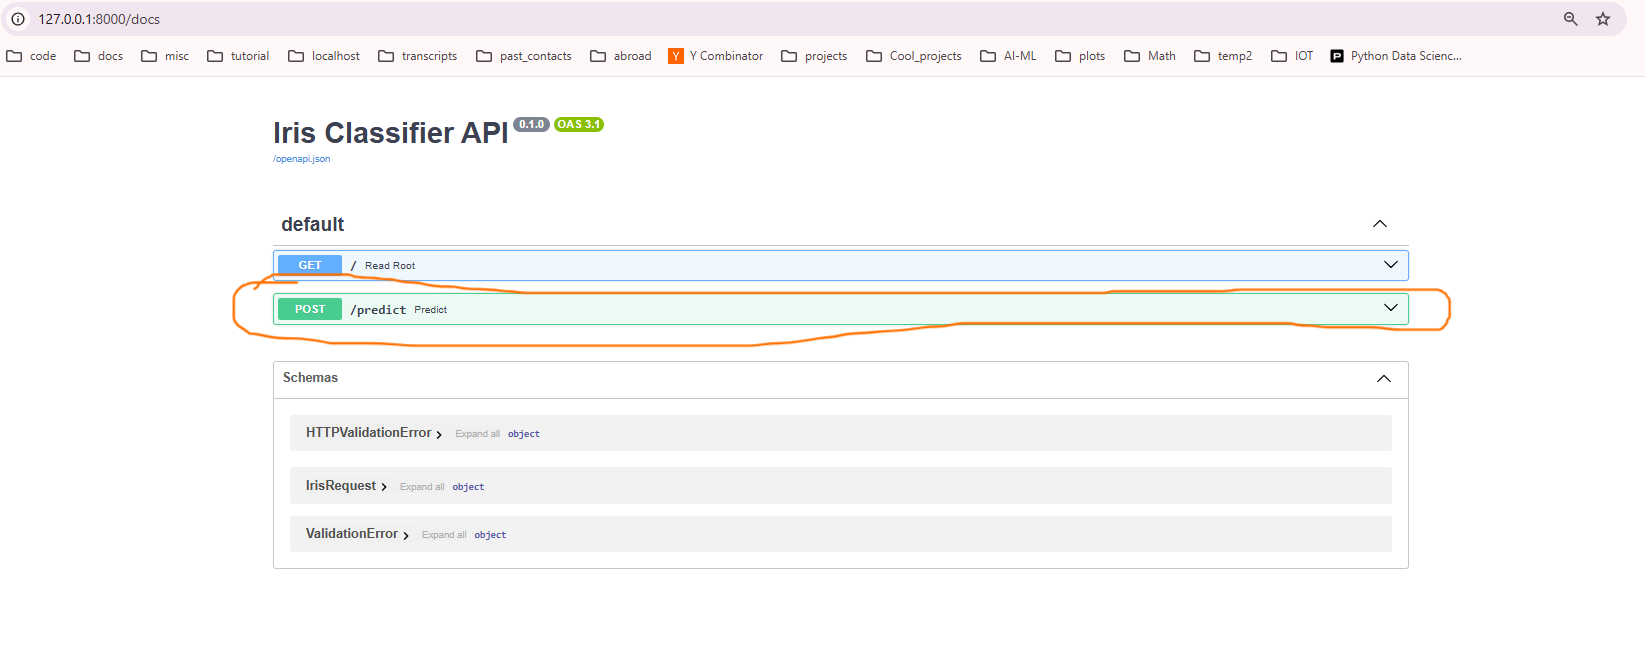 127.0.0.1:8000/docs
code docs misc tutorial localhost transcripts past_contacts abroad Y Y Combinator projects Cool_projects AI-ML plots Math temp2 IOT P Python Data Scienc...
Iris Classifier API 0.1.0 OAS 3.1
/openapi.json
default
GET / Read Root
POST /predict Predict
Schemas
HTTPValidationError Expand all object
IrisRequest Expand all object
ValidationError Expand all object